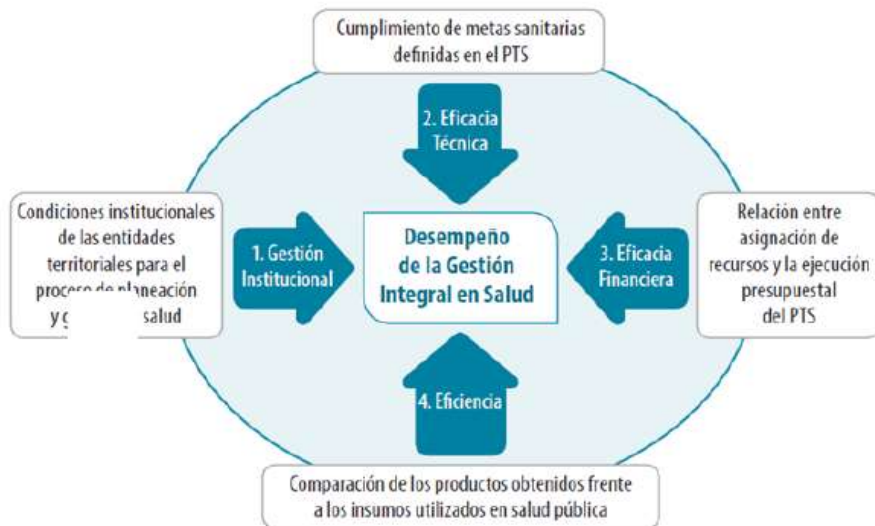 Cumplimiento de metas sanitarias
definidas en el PTS
2. Eficacia
Técnica
Condiciones institucionales
de las entidades
territoriales para el
proceso de planeación
y salud
1. Gestión
Institucional
Desempeño
de la Gestión
Integral en Salud
3. Eficacia
Financiera
Relación entre
asignación de
recursos y la ejecución
presupuestal
del PTS
4. Eficiencia
Comparación de los productos obtenidos frente
a los insumos utilizados en salud pública